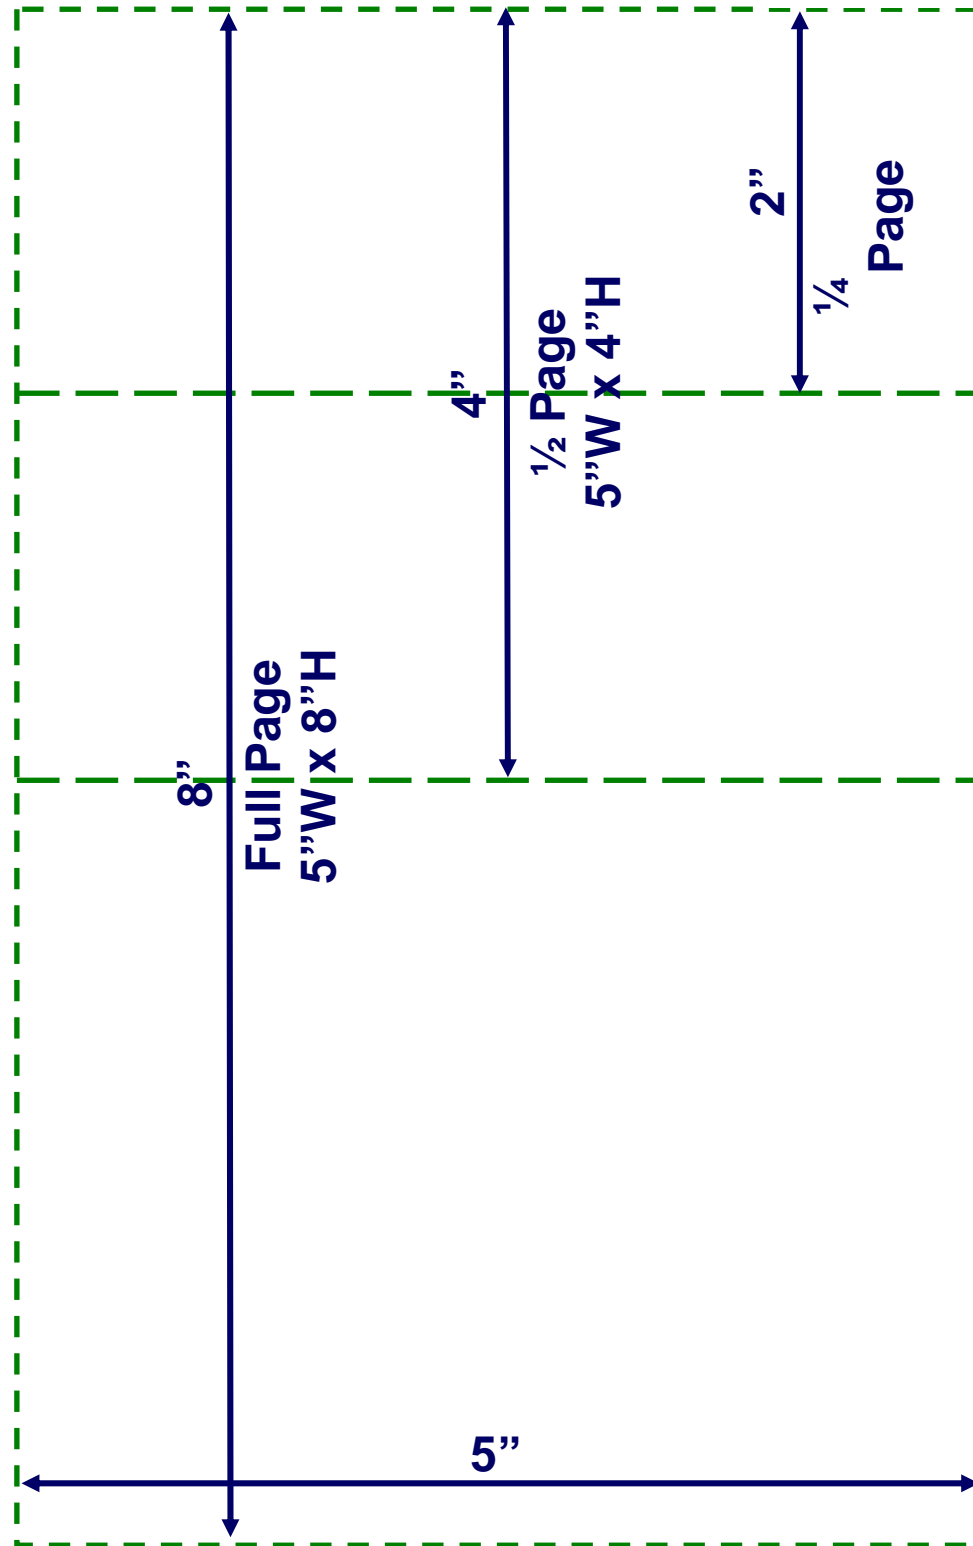 8”
Full Page
5”W x 8”H
4”
½ Page
5”W x 4”H
2”
¼ Page
5”